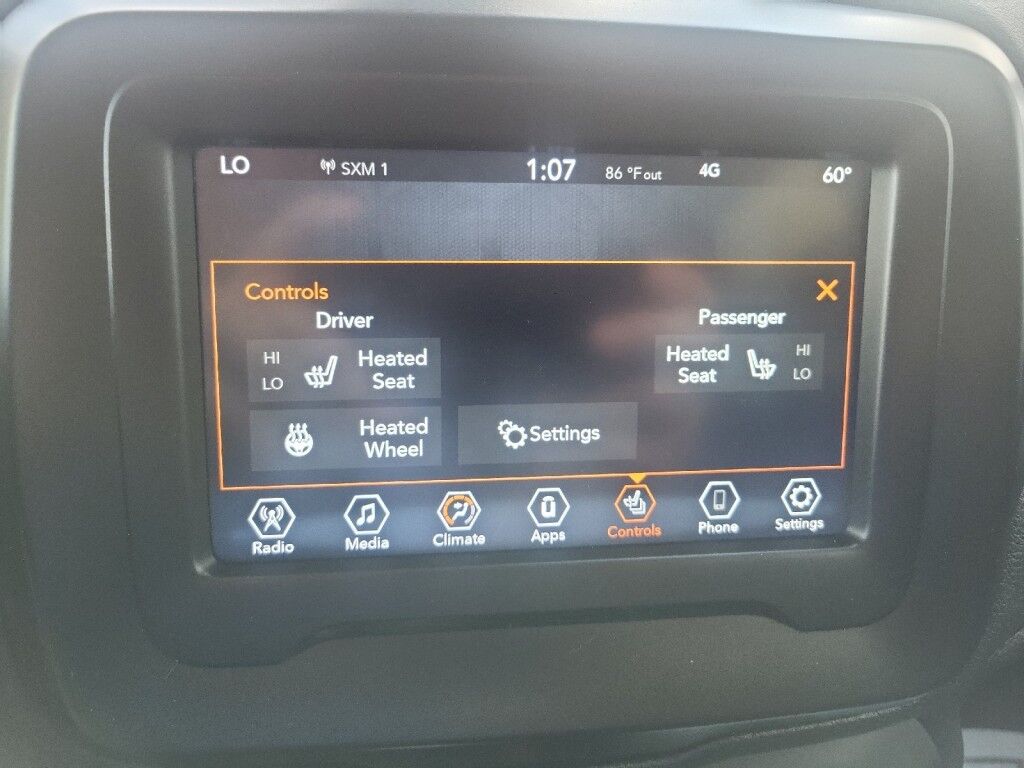 LO SXM 1 1:07 86 °F out 4G 60°
Controls
Driver Passenger
HI
LO
Heated
Seat
Heated
Seat
HI
LO
Heated
Wheel
Settings
Radio Media Climate Apps Controls Phone Settings